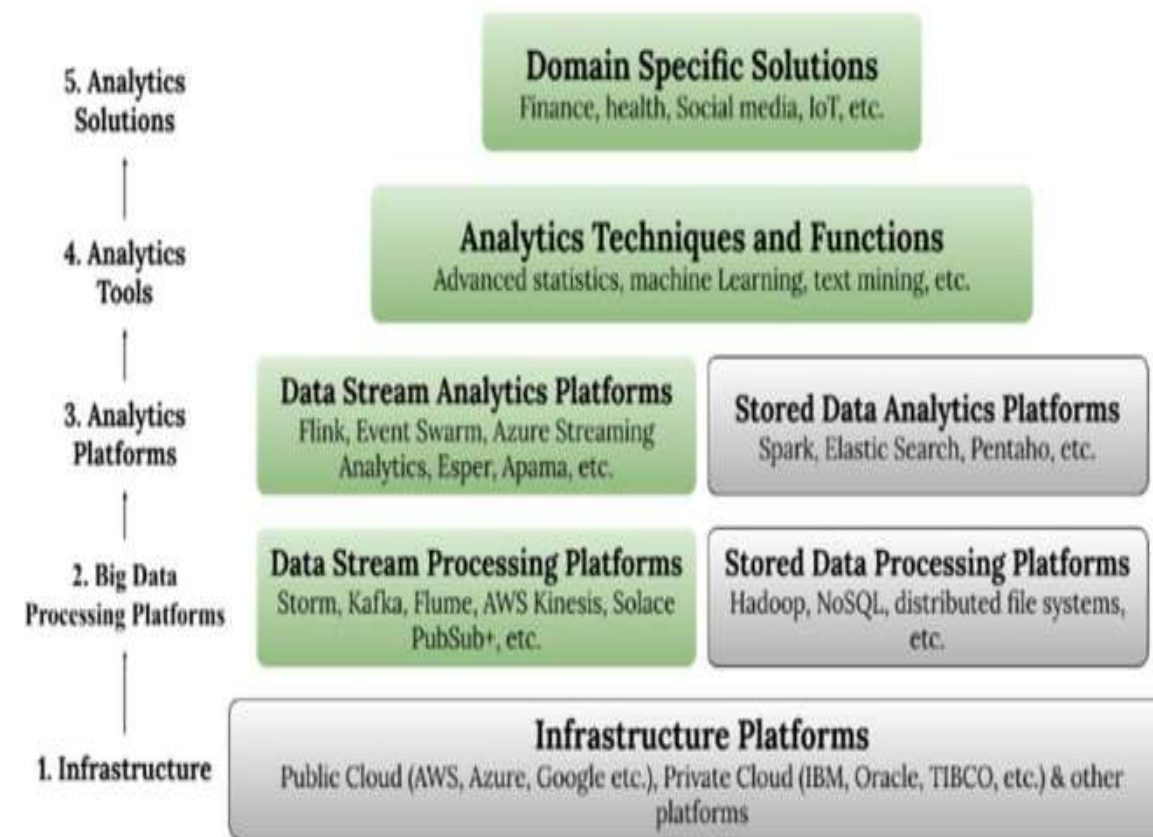 5. Analytics
Solutions
Domain Specific Solutions
Finance, health, Social media, IoT, etc.
4. Analytics
Tools
Analytics Techniques and Functions
Advanced statistics, machine Learning, text mining, etc.
3. Analytics
Platforms
Data Stream Analytics Platforms
Flink, Event Swarm, Azure Streaming
Analytics, Esper, Apama, etc.
Stored Data Analytics Platforms
Spark, Elastic Search, Pentaho, etc.
2. Big Data
Processing Platforms
Data Stream Processing Platforms
Storm, Kafka, Flume, AWS Kinesis, Solace
PubSub+, etc.
Stored Data Processing Platforms
Hadoop, NoSQL, distributed file systems,
etc.
1. Infrastructure
Infrastructure Platforms
Public Cloud (AWS, Azure, Google etc.), Private Cloud (IBM, Oracle, TIBCO, etc.) & other
platforms